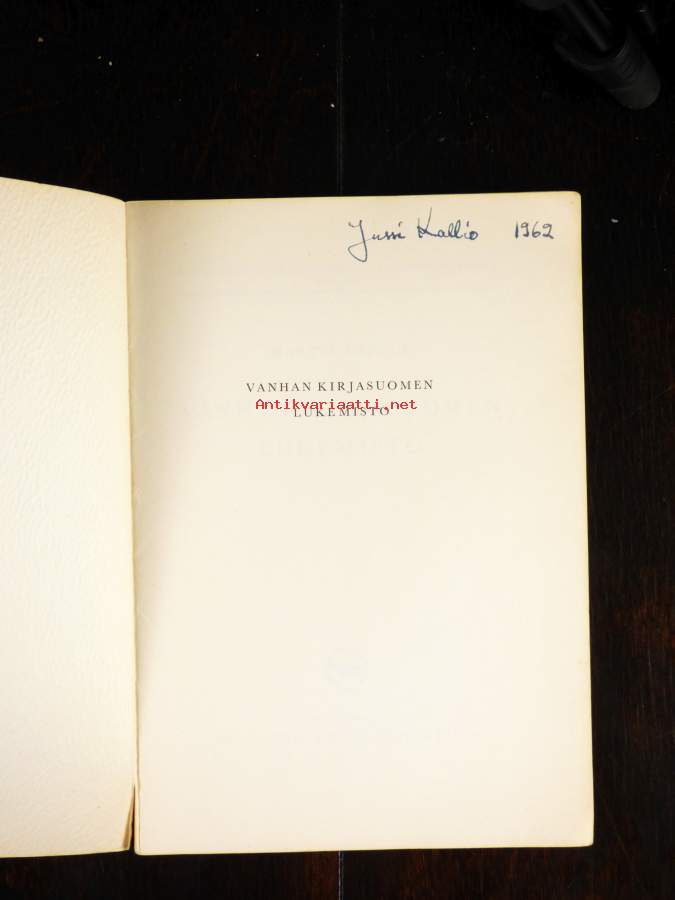 Jussi Kallio 1962
VANHAN KIRJASUOMEN
Antikvariaatti.net
LUKEMISTO